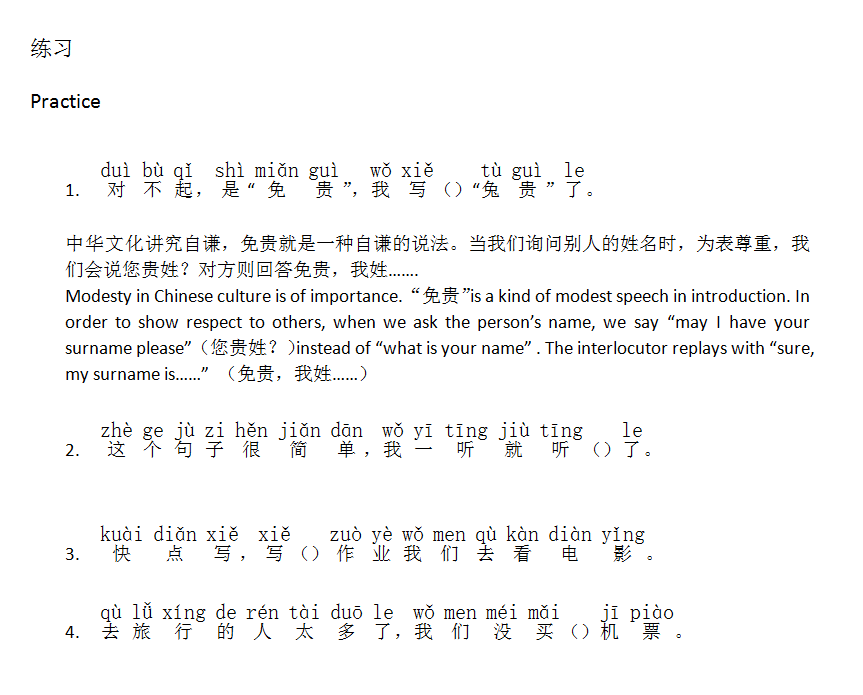 练习
Practice
duì bù qǐ shì miǎn guì wǒ xiě tù guì le
1. 对不起，是“免贵”，我写（）“兔贵”了。
中华文化讲究自谦，免贵就是一种自谦的说法。当我们询问别人的姓名时，为表尊重，我
们会说您贵姓？对方则回答免贵，我姓…….
Modesty in Chinese culture is of importance. “免贵”is a kind of modest speech in introduction. In
order to show respect to others, when we ask the person’s name, we say “may I have your
surname please”（您贵姓？）instead of “what is your name” . The interlocutor replays with “sure,
my surname is……” （免贵，我姓……）
zhè ge jù zi hěn jiǎn dān wǒ yī tīng jiù tīng le
2. 这个句子很简单，我一听就听（）了。
kuài diǎn xiě xiě zuò yè wǒ men qù kàn diàn yǐng
3. 快点写，写（）作业我们去看电影。
qù lǚ xíng de rén tài duō le wǒ men méi mǎi jī piào
4. 去旅行的人太多了，我们没买（）机票。